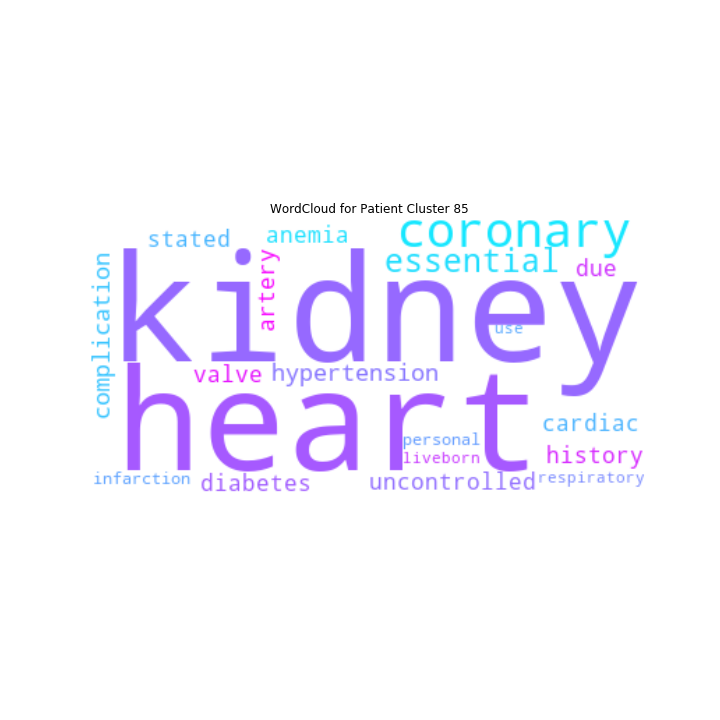 WordCloud for Patient Cluster 85
coronary
stated
anemia
essential
due
artery
complication
kidney
use
valve
hypertension
heart
cardiac
personal
history
liveborn
infarction
diabetes
uncontrolled
respiratory